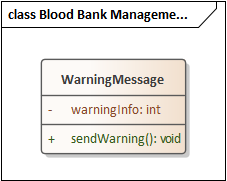 class Blood Bank Manageme...
WarningMessage
- warningInfo: int
+ sendWarning(): void